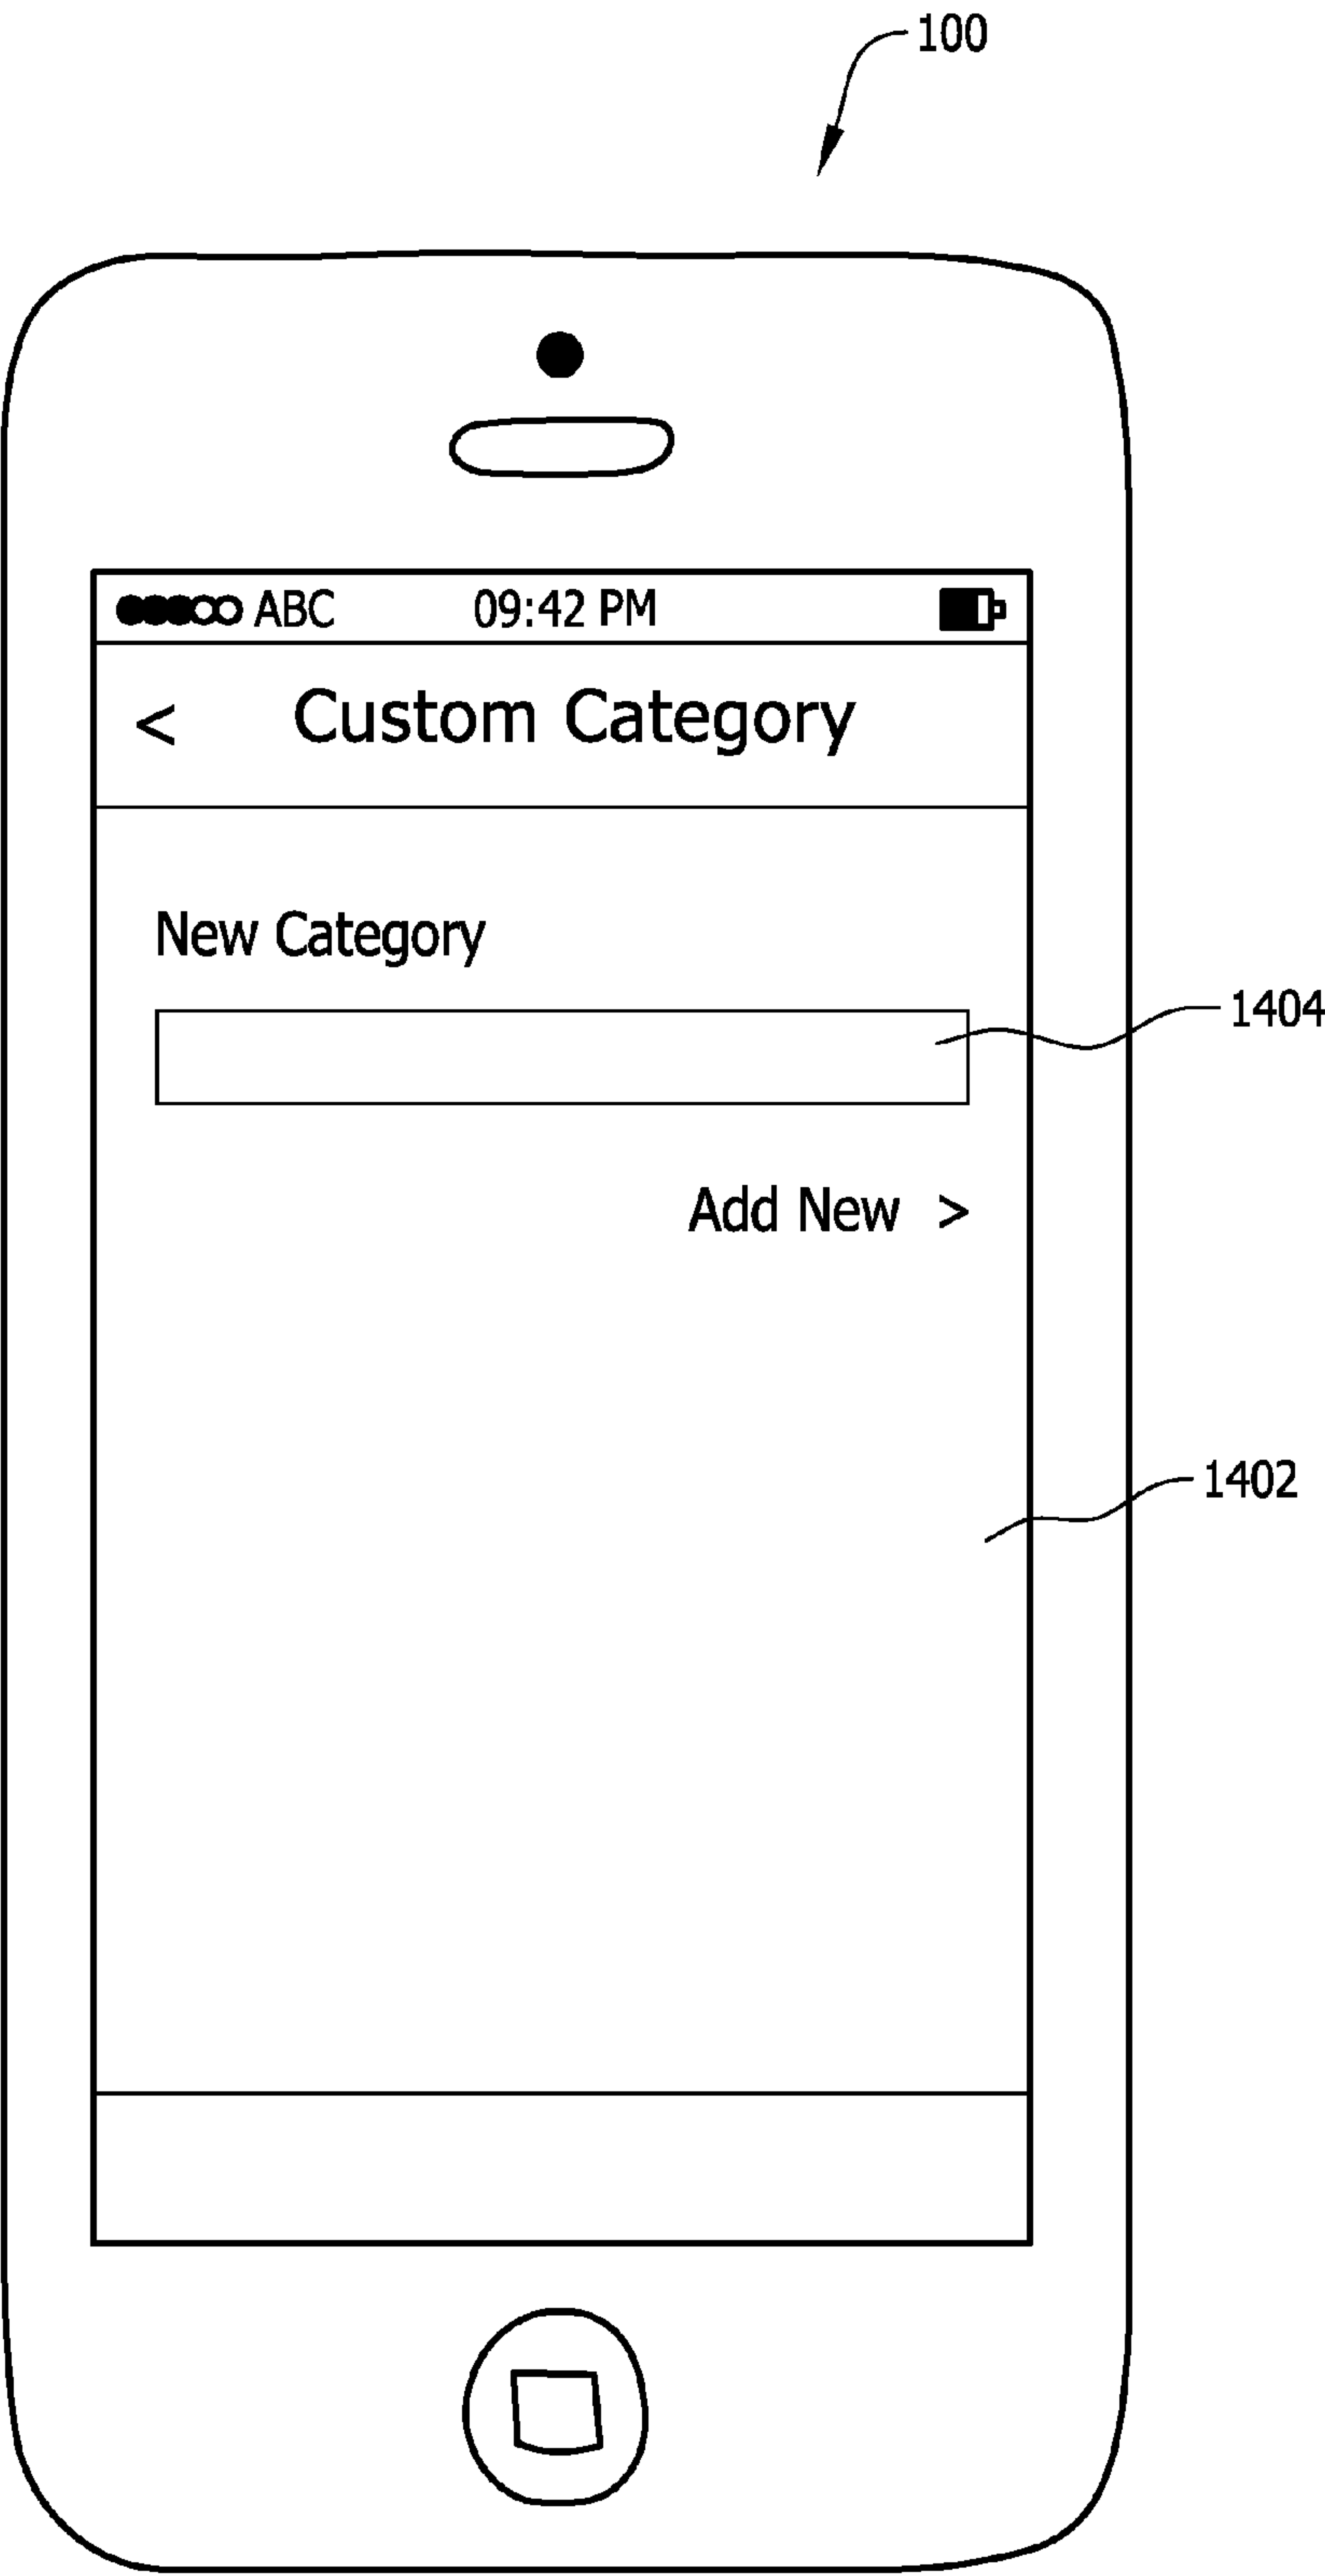 100
ABC 09:42 PM
< Custom Category
New Category
1404
Add New >
1402